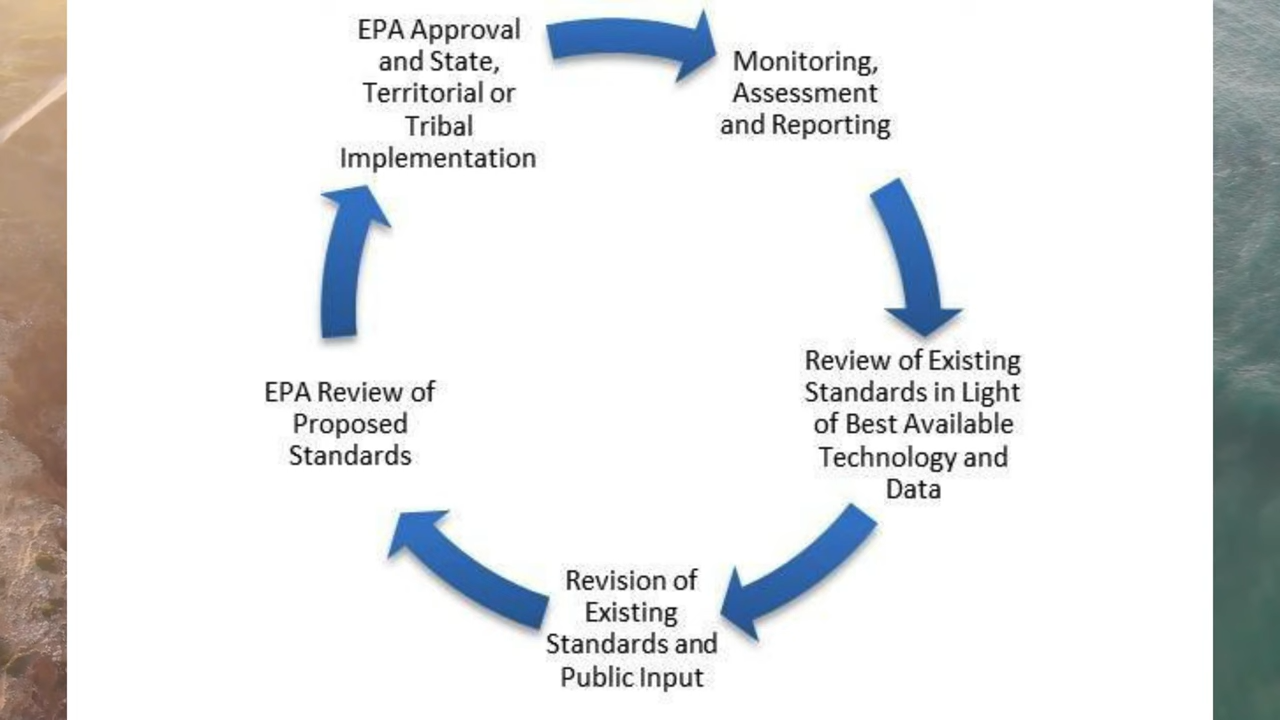 EPA Approval
and State,
Territorial or
Tribal
Implementation
Monitoring,
Assessment
and Reporting
Review of Existing
Standards in Light
of Best Available
Technology and
Data
Revision of
Existing
Standards and
Public Input
EPA Review of
Proposed
Standards